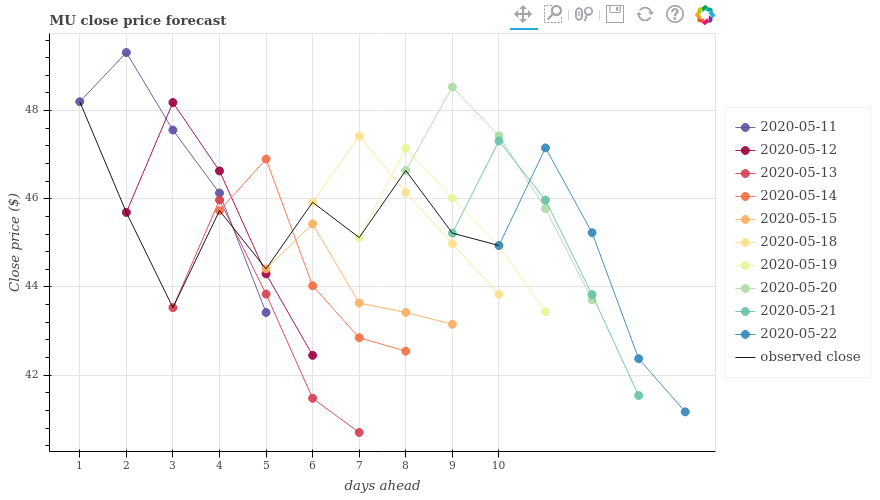 MU close price forecast
Close price ($)
48
46
44
42
1 2 3 4 5 6 7 8 9 10
days ahead
2020-05-11
2020-05-12
2020-05-13
2020-05-14
2020-05-15
2020-05-18
2020-05-19
2020-05-20
2020-05-21
2020-05-22
observed close